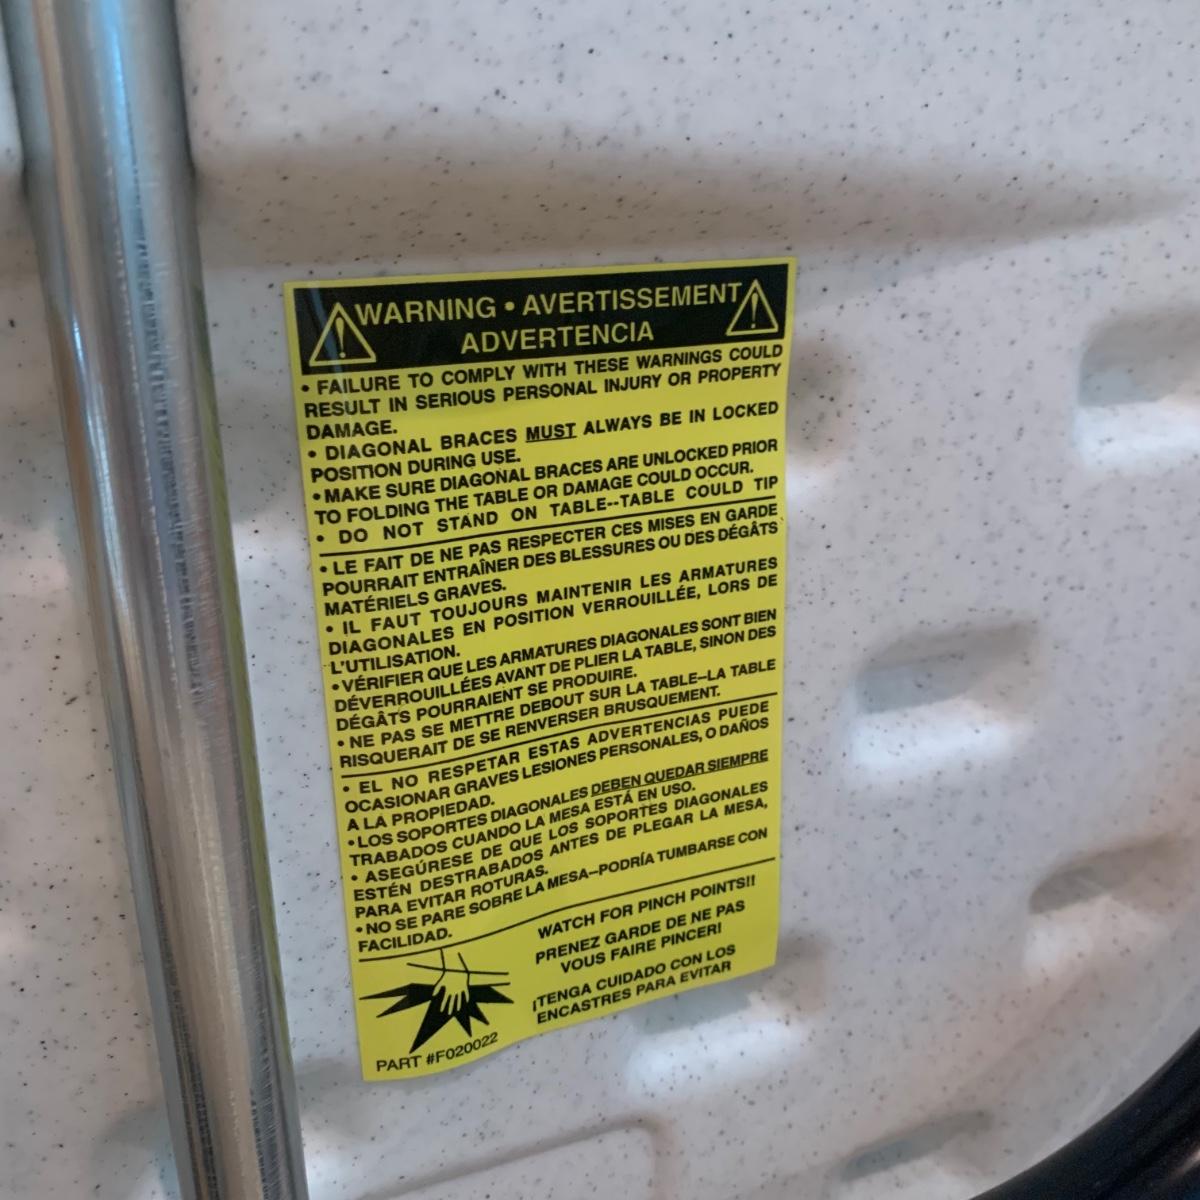 WARNING • AVERTISSEMENT
ADVERTENCIA
• FAILURE TO COMPLY WITH THESE WARNINGS COULD
RESULT IN SERIOUS PERSONAL INJURY OR PROPERTY
DAMAGE.
• DIAGONAL BRACES MUST ALWAYS BE IN LOCKED
POSITION DURING USE.
• MAKE SURE DIAGONAL BRACES ARE UNLOCKED PRIOR
TO FOLDING THE TABLE OR DAMAGE COULD OCCUR.
• DO NOT STAND ON TABLE--TABLE COULD TIP
• LE FAIT DE NE PAS RESPECTER CES MISES EN GARDE
POURRAIT ENTRAÎNER DES BLESSURES OU DES DÉGÂTS
MATÉRIELS GRAVES.
• IL FAUT TOUJOURS MAINTENIR LES ARMATURES
DIAGONALES EN POSITION VERROUILLÉE, LORS DE
L'UTILISATION.
• VÉRIFIER QUE LES ARMATURES DIAGONALES SONT BIEN
DÉVERROUILLÉES AVANT DE PLIER LA TABLE, SINON DES
DÉGÂTS POURRAIENT SE PRODUIRE.
• NE PAS SE METTRE DEBOUT SUR LA TABLE–LA TABLE
RISQUERAIT DE SE RENVERSER BRUSQUEMENT.
• EL NO RESPETAR ESTAS ADVERTENCIAS PUEDE
OCASIONAR GRAVES LESIONES PERSONALES, O DAÑOS
A LA PROPIEDAD.
• LOS SOPORTES DIAGONALES DEBEN QUEDAR SIEMPRE
TRABADOS CUANDO LA MESA ESTÁ EN USO.
• ASEGÚRESE DE QUE LOS SOPORTES DIAGONALES
ESTÉN DESTRABADOS ANTES DE PLEGAR LA MESA,
PARA EVITAR ROTURAS.
• NO SE PARE SOBRE LA MESA–PODRÍA TUMBARSE CON
FACILIDAD.
WATCH FOR PINCH POINTS!!
PRENEZ GARDE DE NE PAS
VOUS FAIRE PINCER!
¡TENGA CUIDADO CON LOS
ENCASTRES PARA EVITAR
PART #F020022